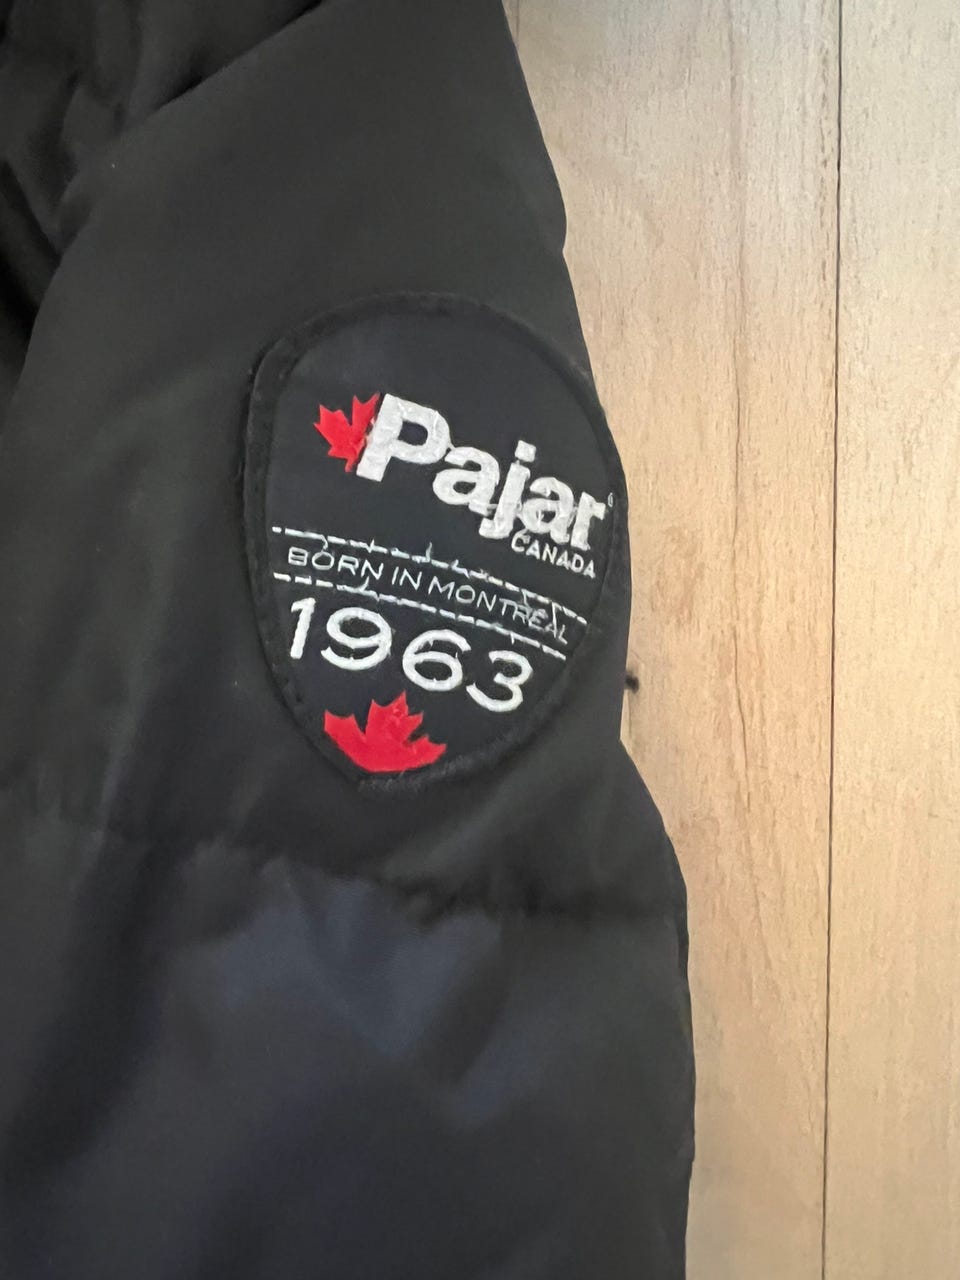 Pajar®
CANADA
BORN IN MONTREAL
1963